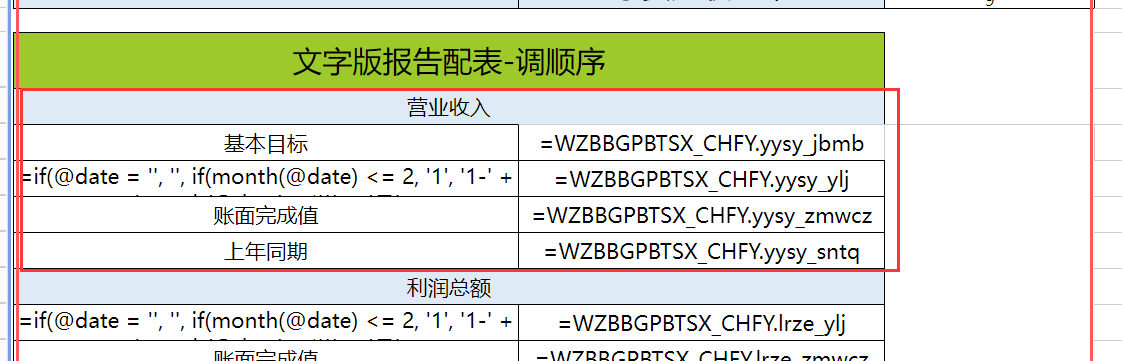 文字版报告配表-调顺序
营业收入
基本目标 =WZBBGPBTSX_CHFY.yysy_jbmb
=if(@date = '', '', if(month(@date) <= 2, '1', '1-' + =WZBBGPBTSX_CHFY.yysy_ylj
账面完成值 =WZBBGPBTSX_CHFY.yysy_zmwcz
上年同期 =WZBBGPBTSX_CHFY.yysy_sntq
利润总额
=if(@date = '', '', if(month(@date) <= 2, '1', '1-' + =WZBBGPBTSX_CHFY.lrze_ylj
账面完成值 =WZBBGPBTSX_CHFY.lrze_zmwcz